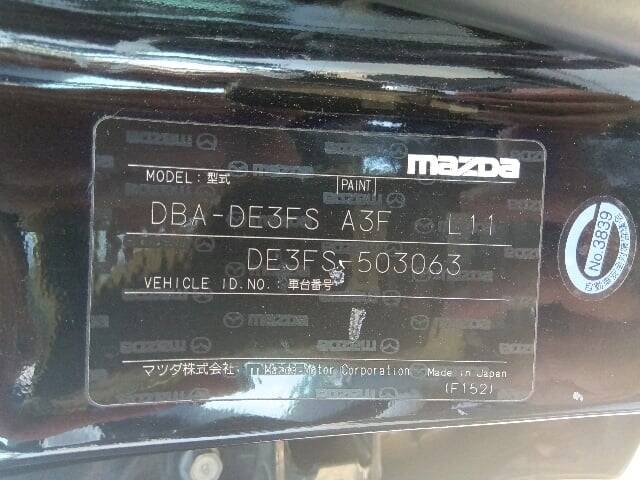 mazda
MODEL:型式 PAINT
DBA-DE3FS A3F L11
DE3FS-503063
VEHICLE ID.NO.:車台番号
マツダ株式会社 Mazda Motor Corporation Made in Japan
(F152)
No.3839